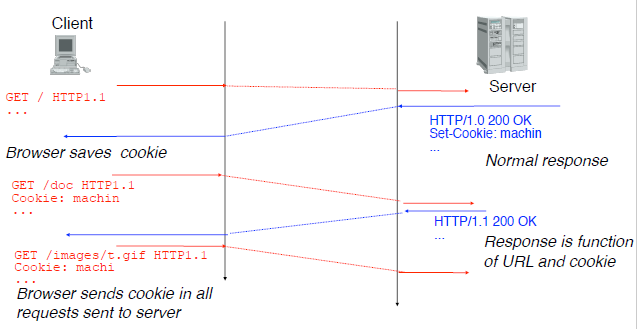 Client
Server
GET / HTTP1.1
...
HTTP/1.0 200 OK
Set-Cookie: machin
...
Browser saves cookie
Normal response
GET /doc HTTP1.1
Cookie: machin
...
HTTP/1.1 200 OK
...
GET /images/t.gif HTTP1.1
Cookie: machi
...
Response is function
of URL and cookie
Browser sends cookie in all
requests sent to server